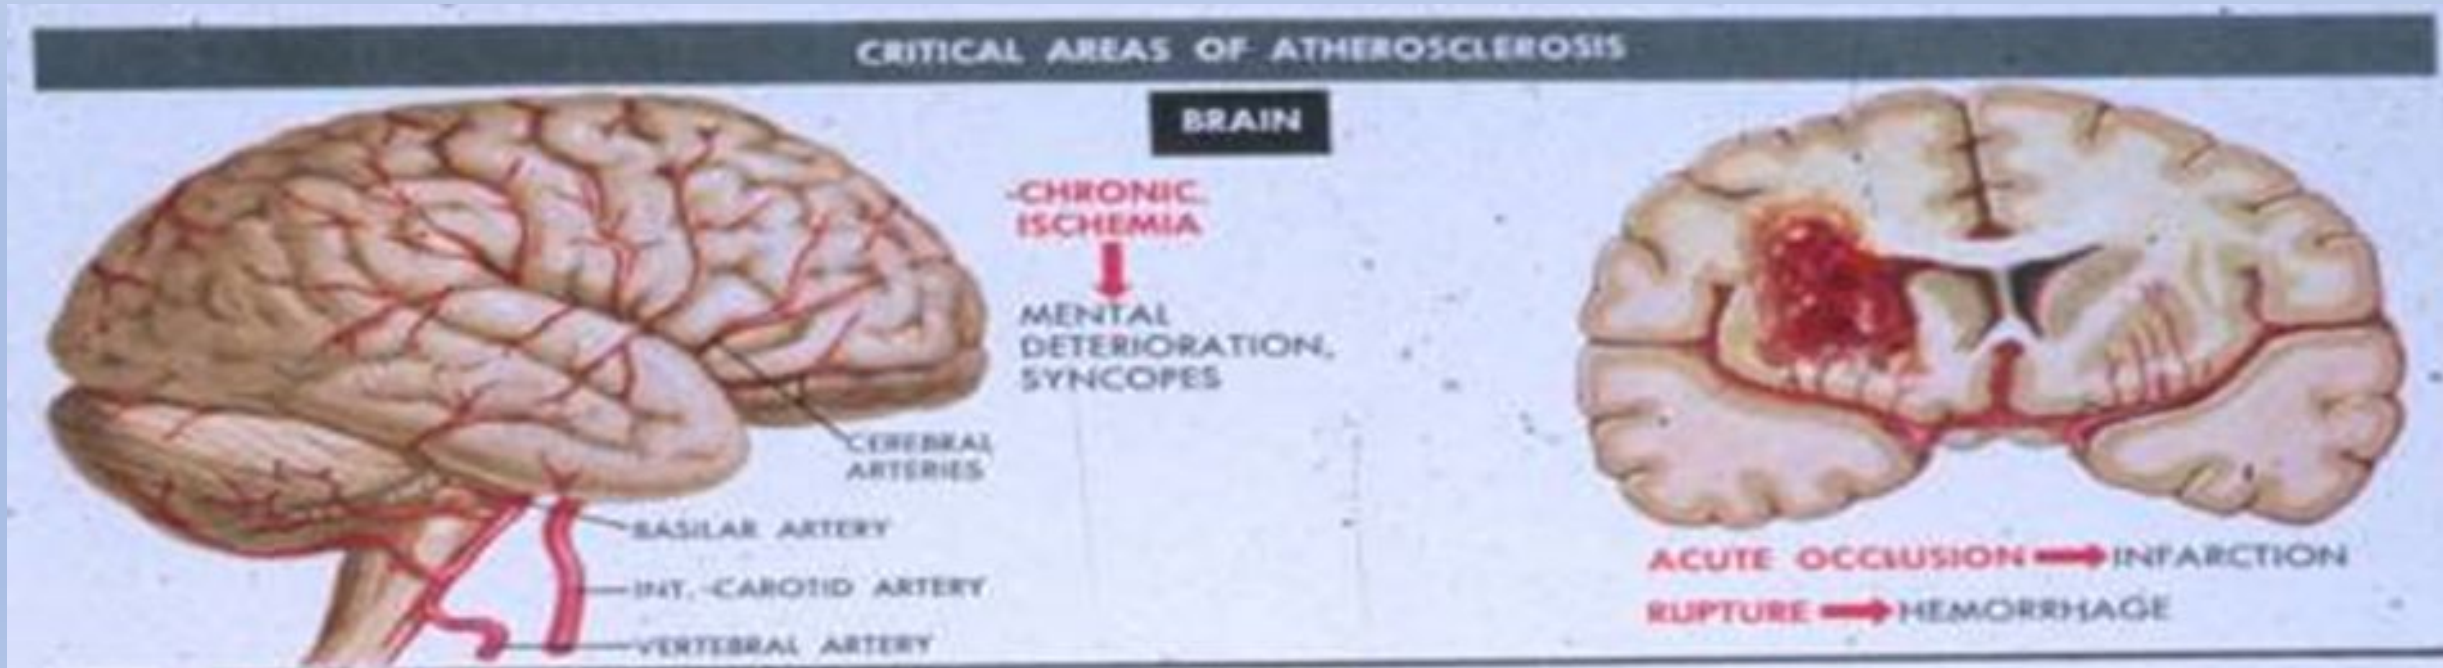 CRITICAL AREAS OF ATHEROSCLEROSIS
BRAIN
-CHRONIC.
ISCHEMIA
MENTAL
DETERIORATION,
SYNCOPES
CEREBRAL
ARTERIES
BASILAR ARTERY
INT.-CAROTID ARTERY
VERTEBRAL ARTERY
ACUTE OCCLUSION → INFARCTION
RUPTURE → HEMORRHAGE